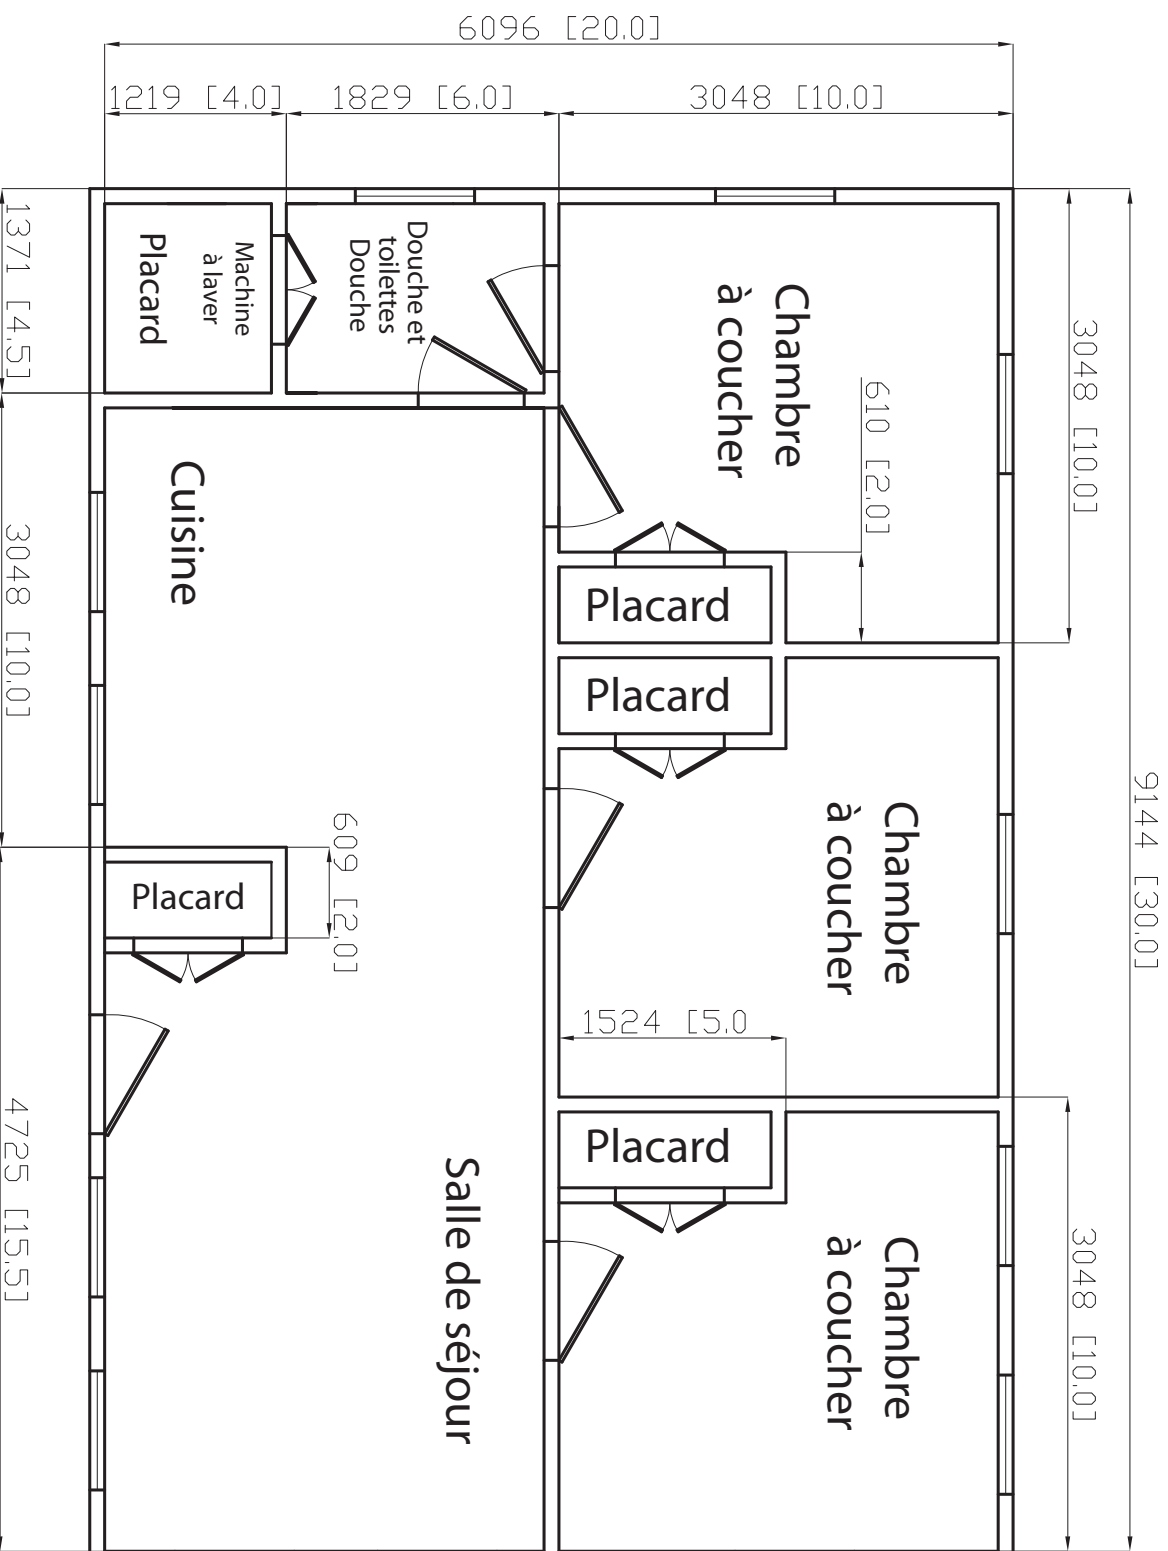 6096 [20.0]
1219 [4.0]
1829 [6.0]
3048 [10.0]
1371 [4.5]
3048 [10.0]
4725 [15.5]
9144 [30.0]
3048 [10.0]
3048 [10.0]
610 [2.0]
609 [2.0]
1524 [5.0
Placard
Machine
à laver
Douche et
toilettes
Douche
Chambre
à coucher
Placard
Placard
Chambre
à coucher
Cuisine
Placard
Placard
Chambre
à coucher
Salle de séjour